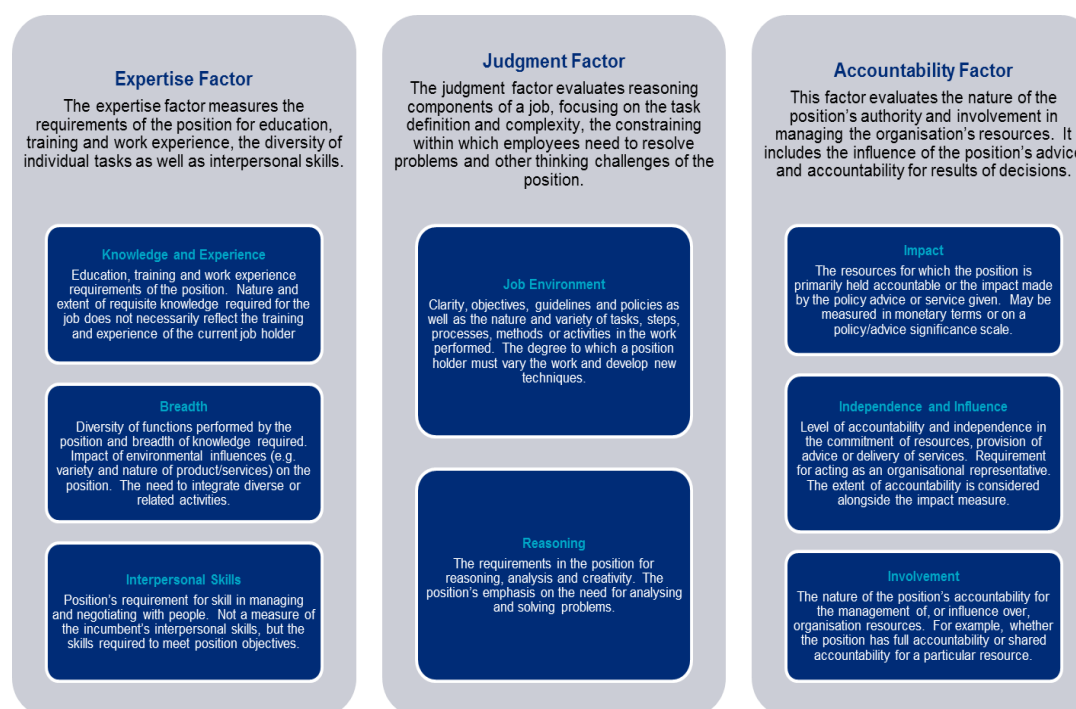 Expertise Factor
The expertise factor measures the
requirements of the position for education,
training and work experience, the diversity of
individual tasks as well as interpersonal skills.
Knowledge and Experience
Education, training and work experience
requirements of the position. Nature and
extent of requisite knowledge required for the
job does not necessarily reflect the training
and experience of the current job holder
Breadth
Diversity of functions performed by the
position and breadth of knowledge required.
Impact of environmental influences (e.g.
variety and nature of product/services) on the
position. The need to integrate diverse or
related activities.
Interpersonal Skills
Position's requirement for skill in managing
and negotiating with people. Not a measure of
the incumbent's interpersonal skills, but the
skills required to meet position objectives.
Judgment Factor
The judgment factor evaluates reasoning
components of a job, focusing on the task
definition and complexity, the constraining
within which employees need to resolve
problems and other thinking challenges of the
position.
Job Environment
Clarity, objectives, guidelines and policies as
well as the nature and variety of tasks, steps,
processes, methods or activities in the work
performed. The degree to which a position
holder must vary the work and develop new
techniques.
Reasoning
The requirements in the position for
reasoning, analysis and creativity. The
position's emphasis on the need for analysing
and solving problems.
Accountability Factor
This factor evaluates the nature of the
position's authority and involvement in
managing the organisation's resources. It
includes the influence of the position's advice
and accountability for results of decisions.
Impact
The resources for which the position is
primarily held accountable or the impact made
by the policy advice or service given. May be
measured in monetary terms or on a
policy/advice significance scale.
Independence and Influence
Level of accountability and independence in
the commitment of resources, provision of
advice or delivery of services. Requirement
for acting as an organisational representative.
The extent of accountability is considered
alongside the impact measure.
Involvement
The nature of the position's accountability for
the management of, or influence over,
organisation resources. For example, whether
the position has full accountability or shared
accountability for a particular resource.